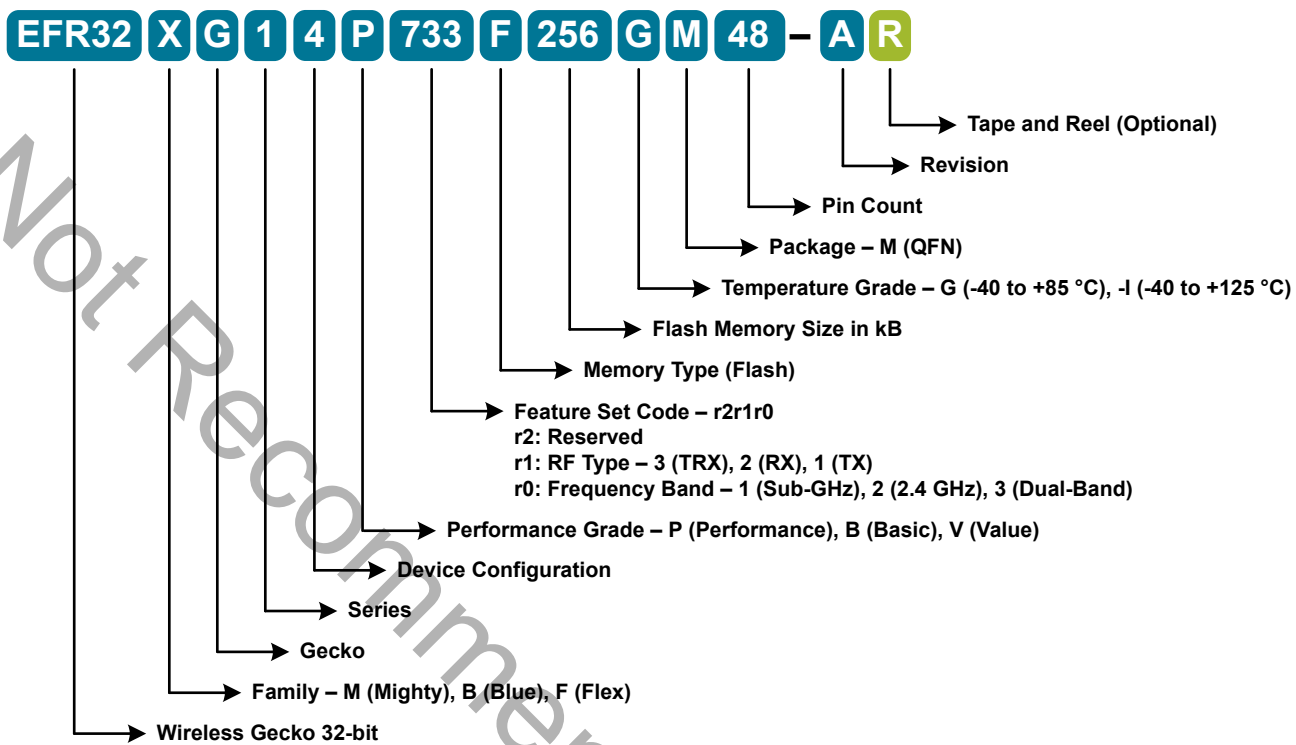 EFR32 X G 1 4 P 733 F 256 G M 48 – A R
Tape and Reel (Optional)
Revision
Pin Count
Package – M (QFN)
Temperature Grade – G (-40 to +85 °C), -I (-40 to +125 °C)
Flash Memory Size in kB
Memory Type (Flash)
Feature Set Code – r2r1r0
r2: Reserved
r1: RF Type – 3 (TRX), 2 (RX), 1 (TX)
r0: Frequency Band – 1 (Sub-GHz), 2 (2.4 GHz), 3 (Dual-Band)
Performance Grade – P (Performance), B (Basic), V (Value)
Device Configuration
Series
Gecko
Family – M (Mighty), B (Blue), F (Flex)
Wireless Gecko 32-bit
Not Recommen